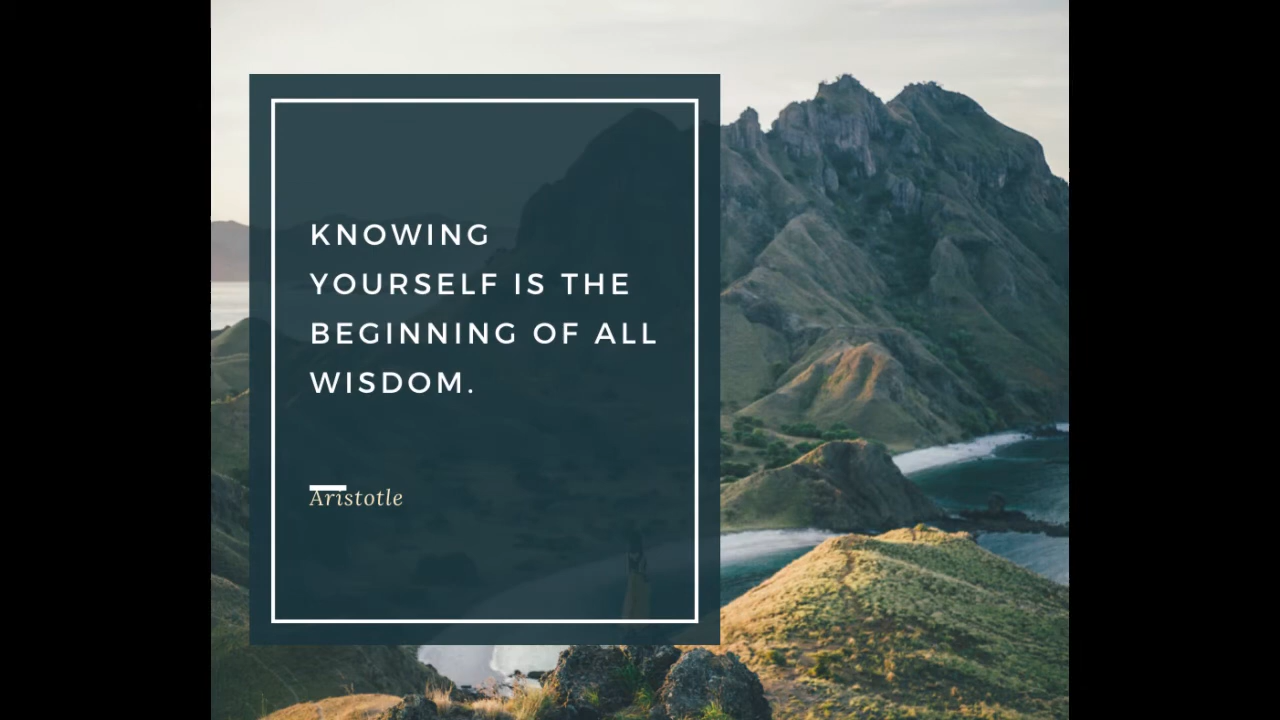 KNOWING
YOURSELF IS THE
BEGINNING OF ALL
WISDOM.
Aristotle